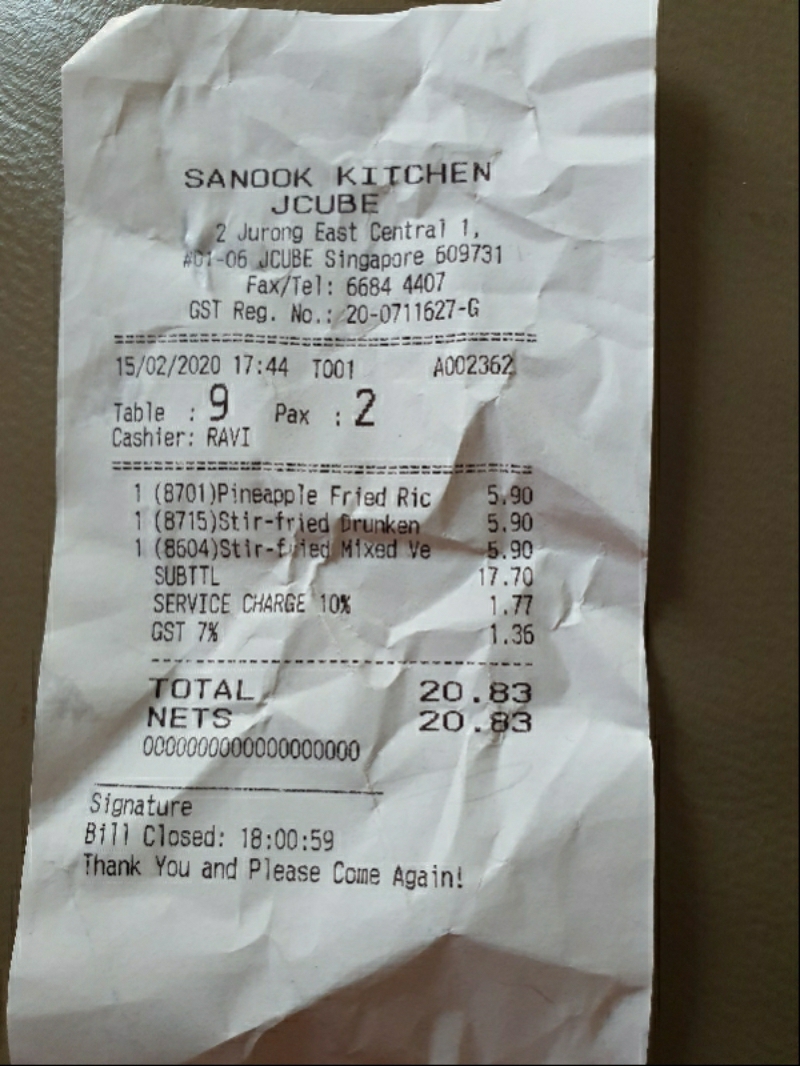 SANOOK KITCHEN
JCUBE
2 Jurong East Central 1,
#01-06 JCUBE Singapore 609731
Fax/Tel: 6684 4407
GST Reg. No.: 20-0711627-G
15/02/2020 17:44 T001 A002362
Table : 9 Pax : 2
Cashier: RAVI
1 (8701)Pineapple Fried Ric 5.90
1 (8715)Stir-fried Drunken 5.90
1 (8604)Stir-fried Mixed Ve 5.90
SUBTTL 17.70
SERVICE CHARGE 10% 1.77
GST 7% 1.36
TOTAL 20.83
NETS 20.83
0000000000000000000
Signature
Bill Closed: 18:00:59
Thank You and Please Come Again!